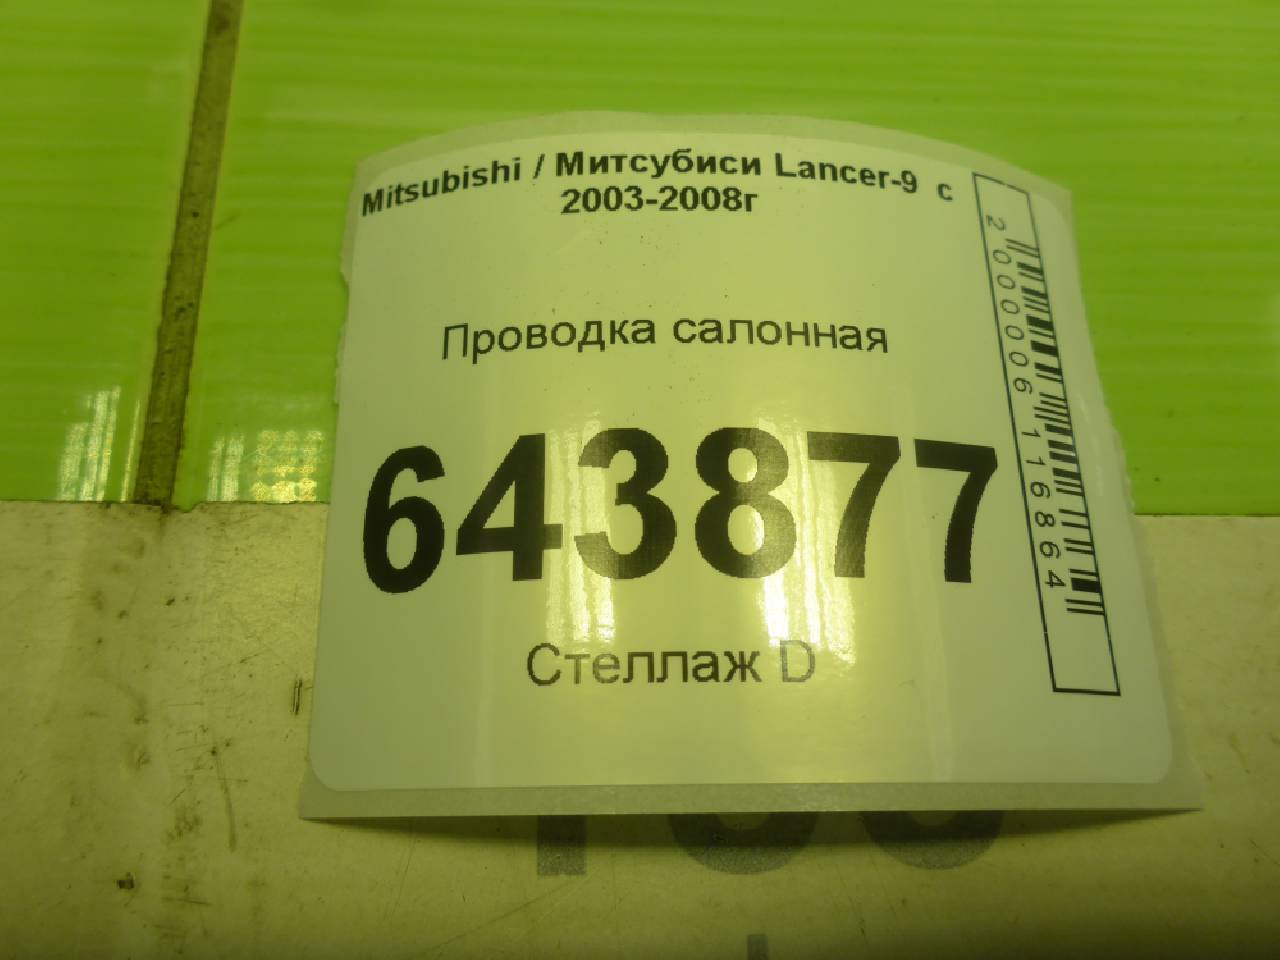 Mitsubishi / Митсубиси Lancer-9 с
2003-2008г
Проводка салонная
643877
Стеллаж D
2000006116864